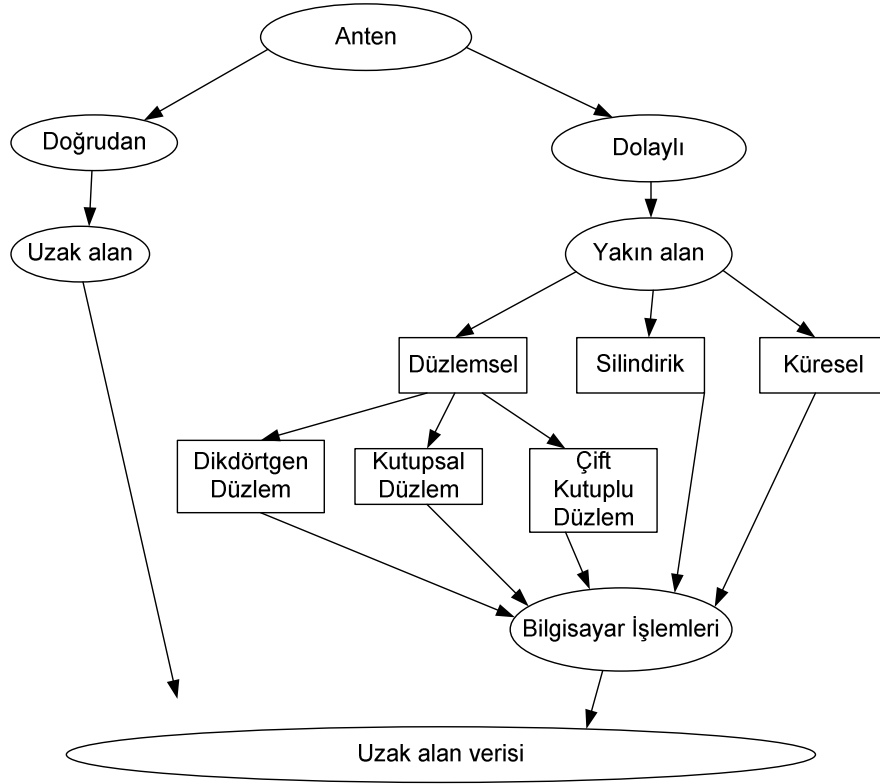 Anten
Doğrudan
Dolaylı
Uzak alan
Yakın alan
Düzlemsel
Silindirik
Küresel
Dikdörtgen
Düzlem
Kutupsal
Düzlem
Çift
Kutuplu
Düzlem
Bilgisayar İşlemleri
Uzak alan verisi